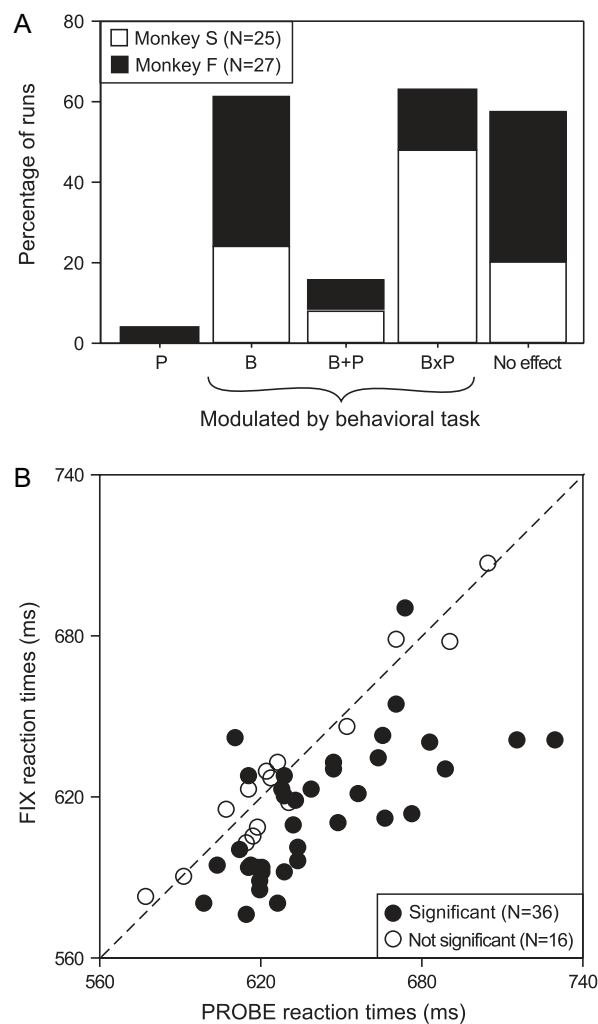 A
80
Monkey S (N=25)
Monkey F (N=27)
60
Percentage of runs
40
20
0
P B B+P BxP No effect
Modulated by behavioral task
B
740
680
FIX reaction times (ms)
620
Significant (N=36)
Not significant (N=16)
560
560 620 680 740
PROBE reaction times (ms)